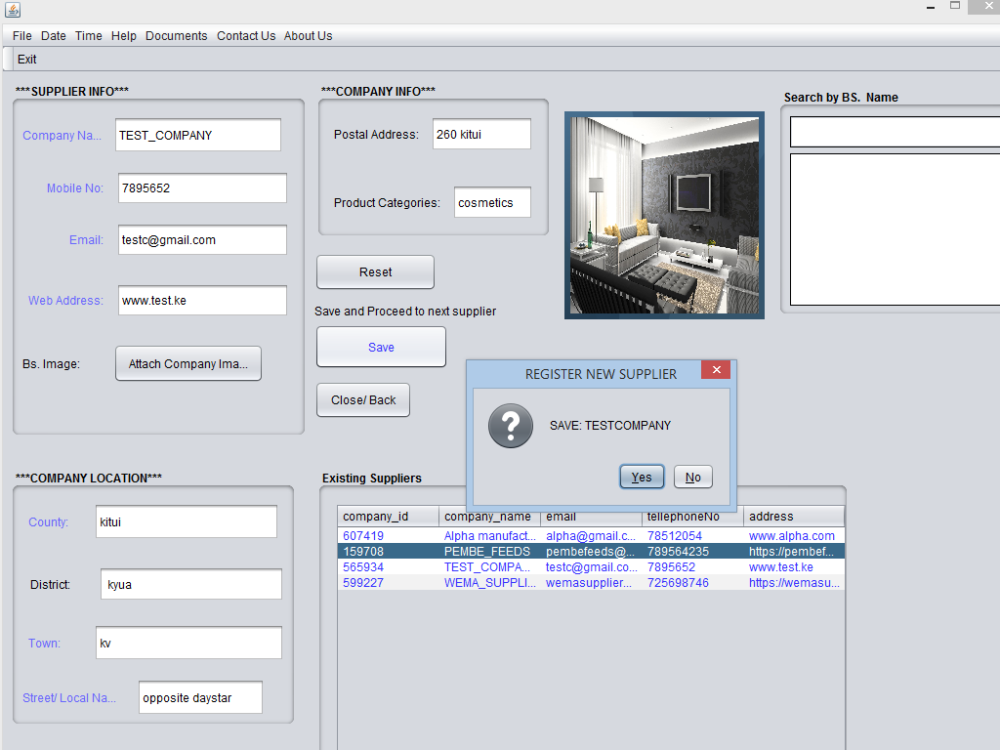 File Date Time Help Documents Contact Us About Us
Exit
***SUPPLIER INFO***
Company Na... TEST_COMPANY
Mobile No: 7895652
Email: testc@gmail.com
Web Address: www.test.ke
Bs. Image: Attach Company Ima...
***COMPANY INFO***
Postal Address: 260 kitui
Product Categories: cosmetics
Reset
Save and Proceed to next supplier
Save
Close/ Back
Search by BS. Name
REGISTER NEW SUPPLIER
SAVE: TESTCOMPANY
Yes No
***COMPANY LOCATION***
County: kitui
District: kyua
Town: kv
Street/ Local Na... opposite daystar
Existing Suppliers
company_id company_name email tellephoneNo address
607419 Alpha manufact... alpha@gmail.c... 78512054 www.alpha.com
159708 PEMBE_FEEDS pembefeeds@... 789564235 https://pembef...
565934 TEST_COMPA... testc@gmail.co... 7895652 www.test.ke
599227 WEMA_SUPPLI... wemasupplier... 725698746 https://wemasu...